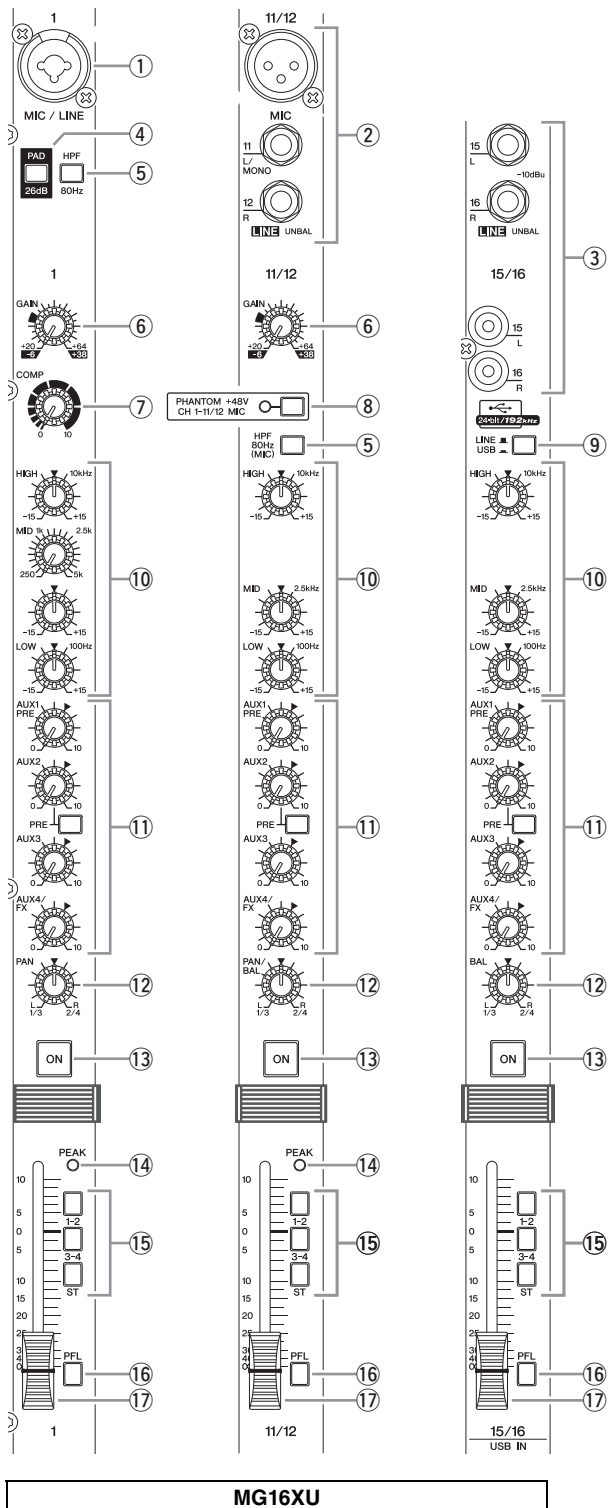 1
MIC / LINE
①
PAD
26dB
④
HPF
80Hz
⑤
1
GAIN
+20
-6
+64
+38
⑥
COMP
0
10
⑦
HIGH
10kHz
-15
+15
MID
1k
2.5k
250
5k
-15
+15
LOW
100Hz
-15
+15
⑩
AUX1
PRE
0
10
AUX2
0
10
PRE
AUX3
0
10
AUX4/
FX
0
10
⑪
PAN
L
1/3
R
2/4
⑫
ON
⑬
PEAK
⑭
10
5
0
5
10
15
20
25
1-2
3-4
ST
⑮
PFL
⑯
⑰
1
11/12
MIC
11
L/
MONO
12
R
LINE UNBAL
②
11/12
GAIN
+20
-6
+64
+38
⑥
PHANTOM +48V
CH 1-11/12 MIC
⑧
HPF
80Hz
(MIC)
⑤
HIGH
10kHz
-15
+15
MID
2.5kHz
-15
+15
LOW
100Hz
-15
+15
⑩
AUX1
PRE
0
10
AUX2
0
10
PRE
AUX3
0
10
AUX4/
FX
0
10
⑪
PAN/
BAL
L
1/3
R
2/4
⑫
ON
⑬
PEAK
⑭
10
5
0
5
10
15
20
25
1-2
3-4
ST
⑮
PFL
⑯
⑰
11/12
15
L
-10dBu
16
R
LINE UNBAL
③
15/16
15
L
16
R
24-bit/192kHz
LINE
USB
⑨
HIGH
10kHz
-15
+15
MID
2.5kHz
-15
+15
LOW
100Hz
-15
+15
⑩
AUX1
PRE
0
10
AUX2
0
10
PRE
AUX3
0
10
AUX4/
FX
0
10
⑪
BAL
L
1/3
R
2/4
⑫
ON
⑬
10
5
0
5
10
15
20
25
1-2
3-4
ST
⑮
PFL
⑯
⑰
15/16
USB IN
MG16XU